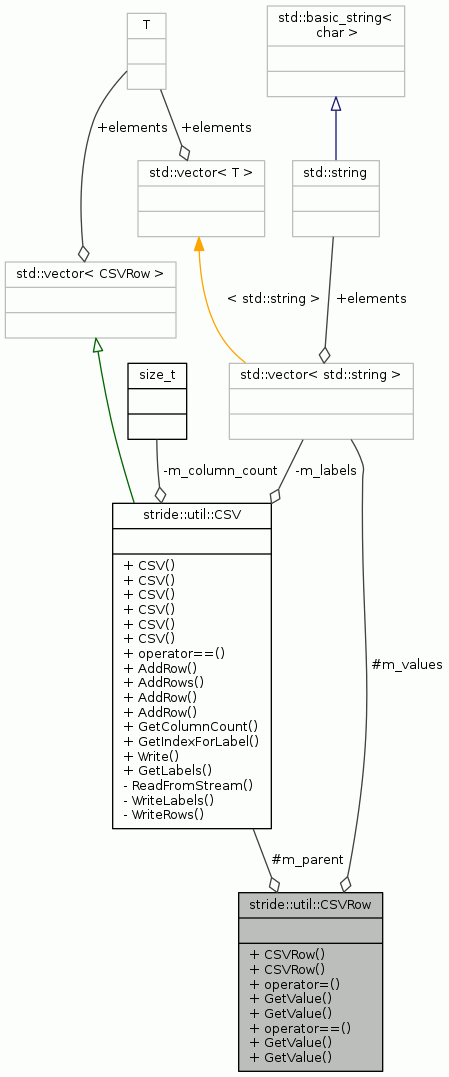 T
std::basic_string<
char >
+elements
+elements
std::vector< T >
std::string
std::vector< CSVRow >
< std::string >
+elements
size_t
std::vector< std::string >
-m_column_count
-m_labels
stride::util::CSV
+ CSV()
+ CSV()
+ CSV()
+ CSV()
+ CSV()
+ CSV()
+ operator==()
+ AddRow()
+ AddRows()
+ AddRow()
+ AddRow()
+ GetColumnCount()
+ GetIndexForLabel()
+ Write()
+ GetLabels()
- ReadFromStream()
- WriteLabels()
- WriteRows()
#m_values
#m_parent
stride::util::CSVRow
+ CSVRow()
+ CSVRow()
+ operator=()
+ GetValue()
+ GetValue()
+ operator==()
+ GetValue()
+ GetValue()